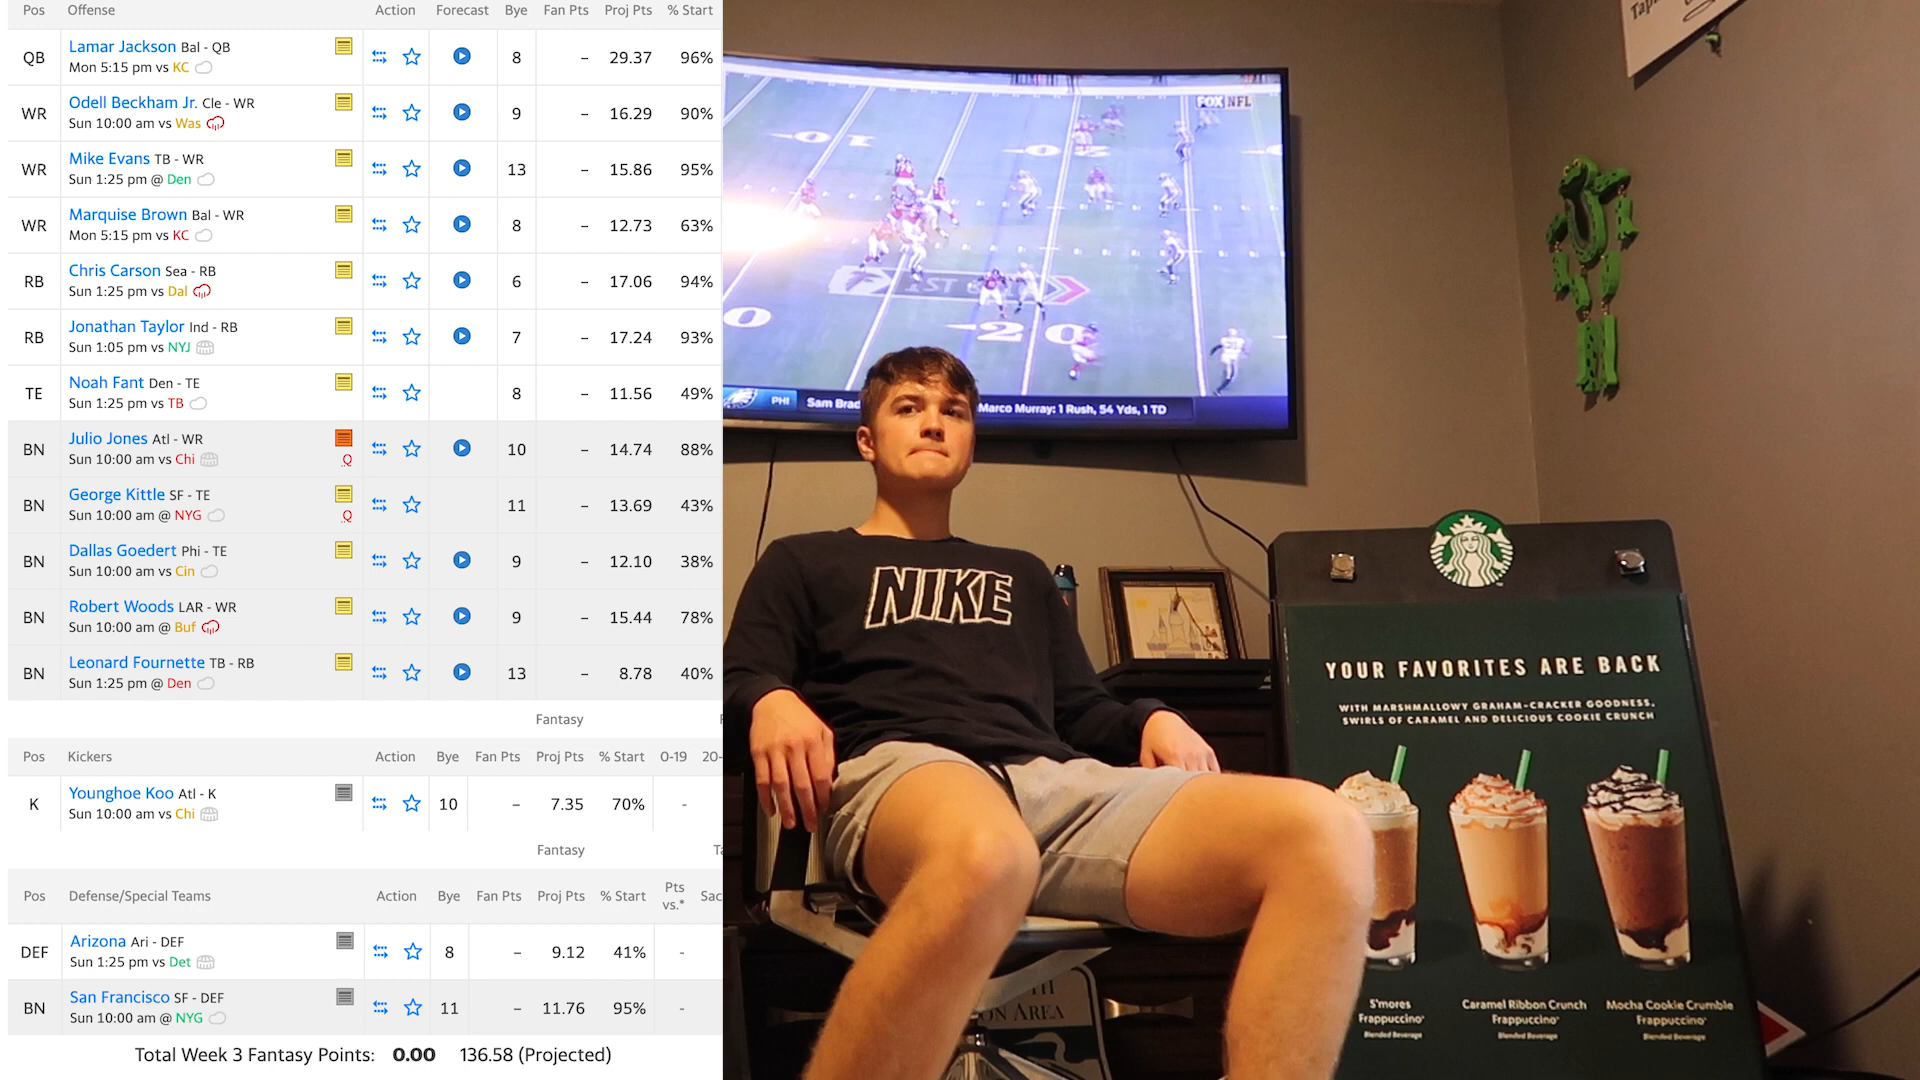 Pos Offense Action Forecast Bye Fan Pts Proj Pts % Start
QB Lamar Jackson Bal - QB 8 – 29.37 96%
Mon 5:15 pm vs KC
WR Odell Beckham Jr. Cle - WR 9 – 16.29 90%
Sun 10:00 am vs Was
WR Mike Evans TB - WR 13 – 15.86 95%
Sun 1:25 pm @ Den
WR Marquise Brown Bal - WR 8 – 12.73 63%
Mon 5:15 pm vs KC
RB Chris Carson Sea - RB 6 – 17.06 94%
Sun 1:25 pm vs Dal
RB Jonathan Taylor Ind - RB 7 – 17.24 93%
Sun 1:05 pm vs NYJ
TE Noah Fant Den - TE 8 – 11.56 49%
Sun 1:25 pm vs TB
BN Julio Jones Atl - WR 10 – 14.74 88%
Sun 10:00 am vs Chi Q
BN George Kittle SF - TE 11 – 13.69 43%
Sun 10:00 am @ NYG Q
BN Dallas Goedert Phi - TE 9 – 12.10 38%
Sun 10:00 am vs Cin
BN Robert Woods LAR - WR 9 – 15.44 78%
Sun 10:00 am @ Buf
BN Leonard Fournette TB - RB 13 – 8.78 40%
Sun 1:25 pm @ Den
Fantasy
Pos Kickers Action Bye Fan Pts Proj Pts % Start 0-19 20-
K Younghoe Koo Atl - K 10 – 7.35 70% -
Sun 10:00 am vs Chi
Fantasy
Pos Defense/Special Teams Action Bye Fan Pts Proj Pts % Start Pts vs.* Sac
DEF Arizona Ari - DEF 8 – 9.12 41% -
Sun 1:25 pm vs Det
BN San Francisco SF - DEF 11 – 11.76 95% -
Sun 10:00 am @ NYG
Total Week 3 Fantasy Points: 0.00 136.58 (Projected)
FOX NFL
1ST
20
PHI Sam Brad Marco Murray: 1 Rush, 54 Yds, 1 TD
NIKE
YOUR FAVORITES ARE BACK
WITH MARSHMALLOWY GRAHAM-CRACKER GOODNESS,
SWIRLS OF CARAMEL AND DELICIOUS COOKIE CRUNCH
S'mores
Frappuccino®
Blended Beverage
Caramel Ribbon Crunch
Frappuccino®
Blended Beverage
Mocha Cookie Crumble
Frappuccino®
Blended Beverage
ON AREA